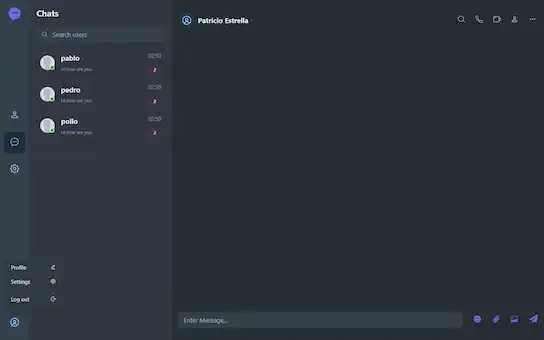 Chats
Search users
pablo
02:50
Hi,how are you
2
pedro
02:50
Hi,how are you
2
pollo
02:50
Hi,how are you
2
Profile
Settings
Log out
Patricio Estrella
Enter Message...